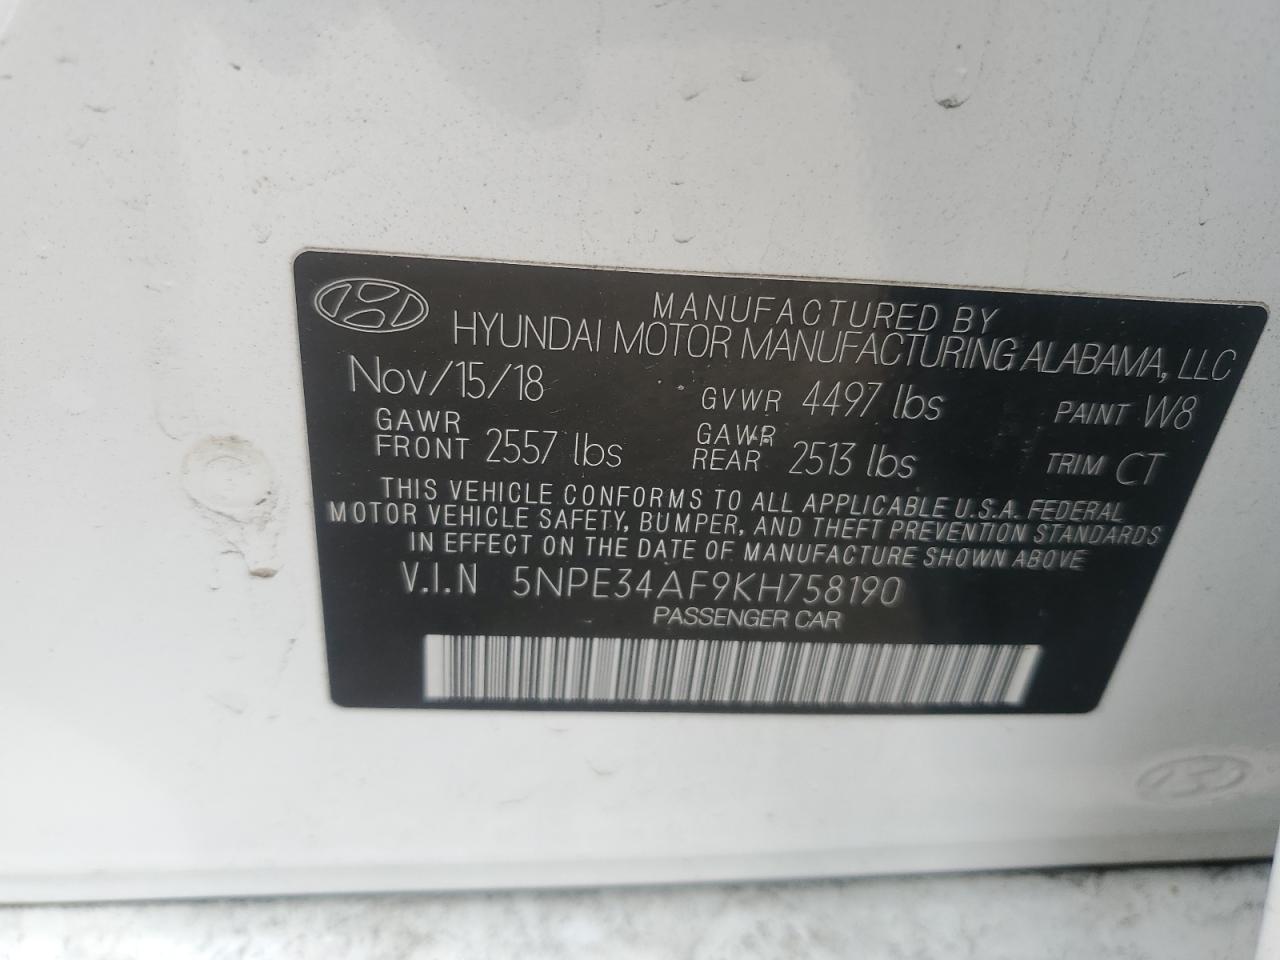 MANUFACTURED BY
HYUNDAI MOTOR MANUFACTURING ALABAMA, LLC
Nov/15/18 GVWR 4497 lbs PAINT W8
GAWR FRONT 2557 lbs GAWR REAR 2513 lbs TRIM CT
THIS VEHICLE CONFORMS TO ALL APPLICABLE U.S.A. FEDERAL
MOTOR VEHICLE SAFETY, BUMPER, AND THEFT PREVENTION STANDARDS
IN EFFECT ON THE DATE OF MANUFACTURE SHOWN ABOVE
V.I.N 5NPE34AF9KH758190
PASSENGER CAR